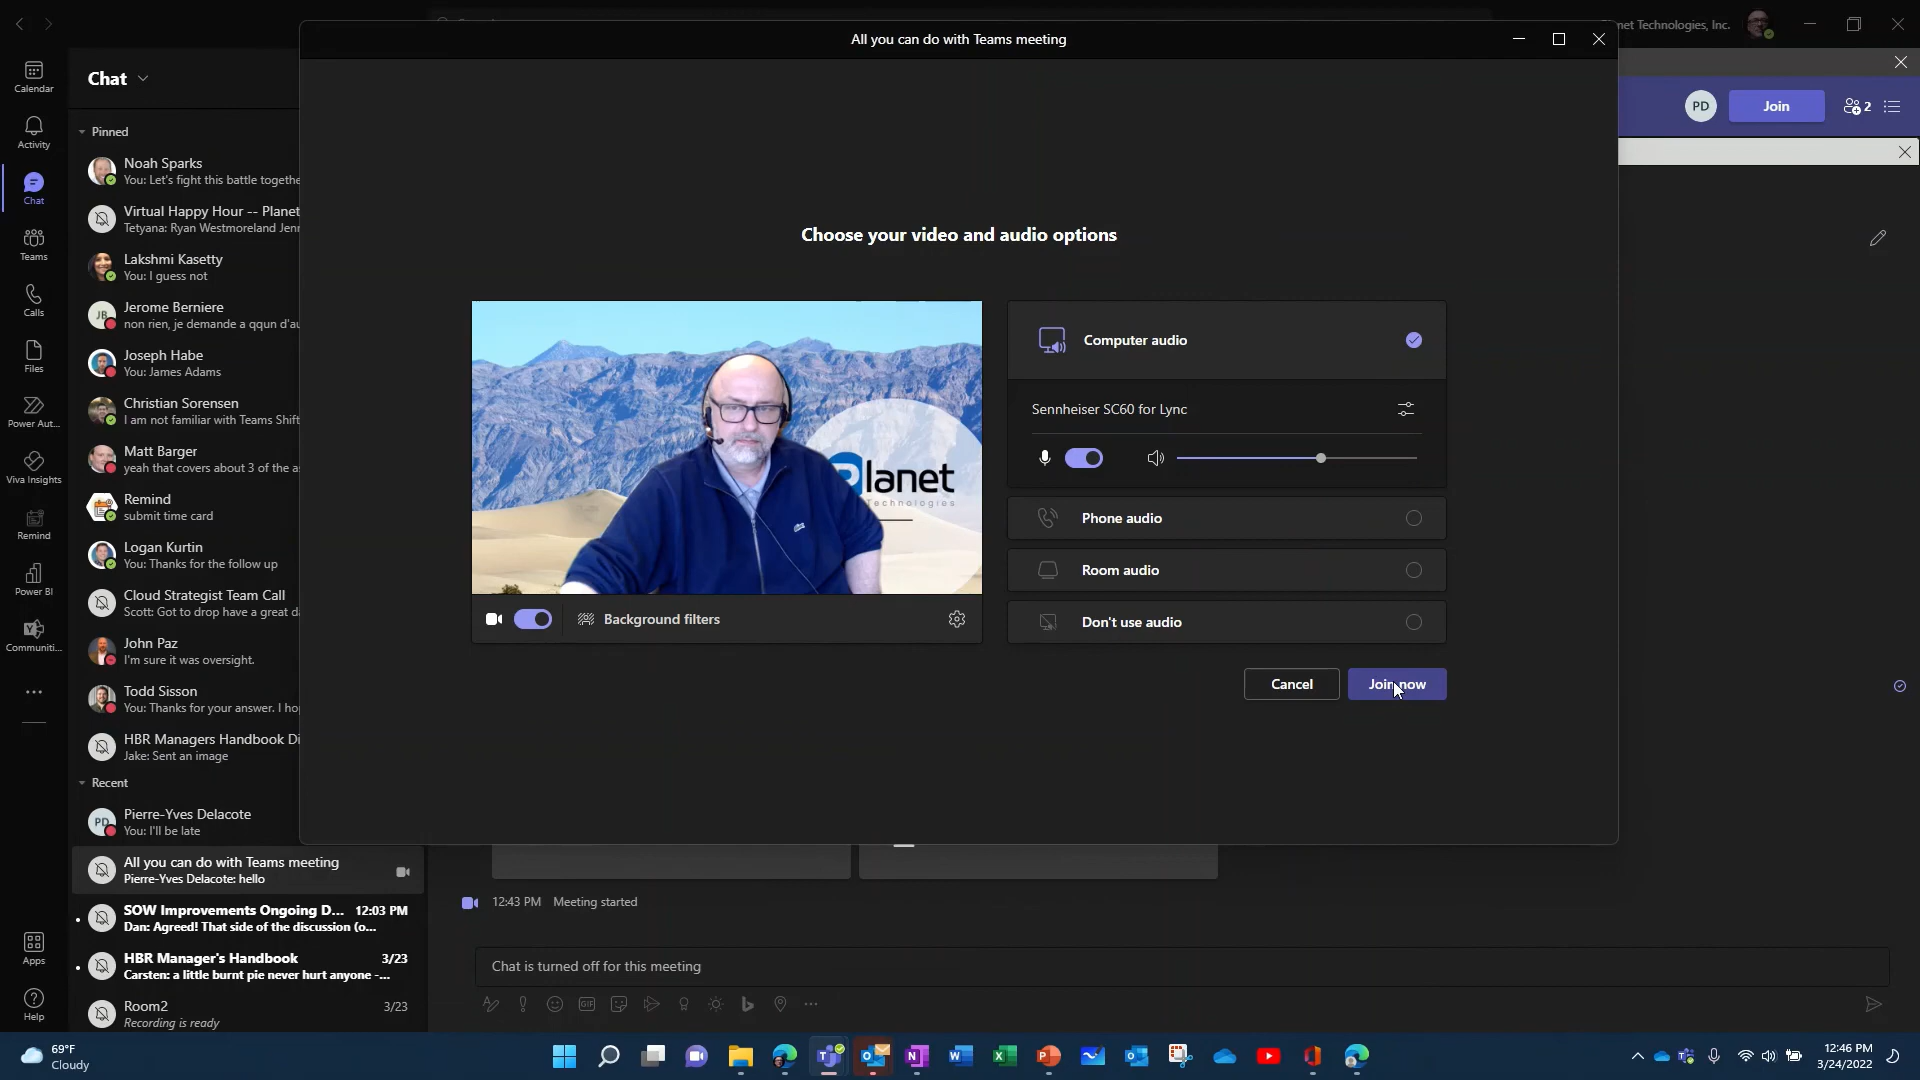 All you can do with Teams meeting
net Technologies, Inc.
Calendar
Activity
Chat
Teams
Calls
Files
Power Aut...
Viva Insights
Remind
Power BI
Communiti...
Apps
Help
Chat
Pinned
Noah Sparks
You: Let's fight this battle togethe
Virtual Happy Hour -- Planet
Tetyana: Ryan Westmoreland Jen
Lakshmi Kasetty
You: I guess not
JB
Jerome Berniere
non rien, je demande a qqun d'au
Joseph Habe
You: James Adams
Christian Sorensen
I am not familiar with Teams Shift
Matt Barger
yeah that covers about 3 of the a
Remind
submit time card
Logan Kurtin
You: Thanks for the follow up
Cloud Strategist Team Call
Scott: Got to drop have a great d
John Paz
I'm sure it was oversight.
Todd Sisson
You: Thanks for your answer. I ho
HBR Managers Handbook Di
Jake: Sent an image
Recent
PD
Pierre-Yves Delacote
You: I'll be late
All you can do with Teams meeting
Pierre-Yves Delacote: hello
SOW Improvements Ongoing D... 12:03 PM
Dan: Agreed! That side of the discussion (o...
HBR Manager's Handbook 3/23
Carsten: a little burnt pie never hurt anyone -...
Room2 3/23
Recording is ready
PD
Join
2
Choose your video and audio options
Planet
Technologies
Background filters
Computer audio
Sennheiser SC60 for Lync
Phone audio
Room audio
Don't use audio
Cancel
Join now
12:43 PM Meeting started
Chat is turned off for this meeting
GIF
69°F
Cloudy
12:46 PM
3/24/2022